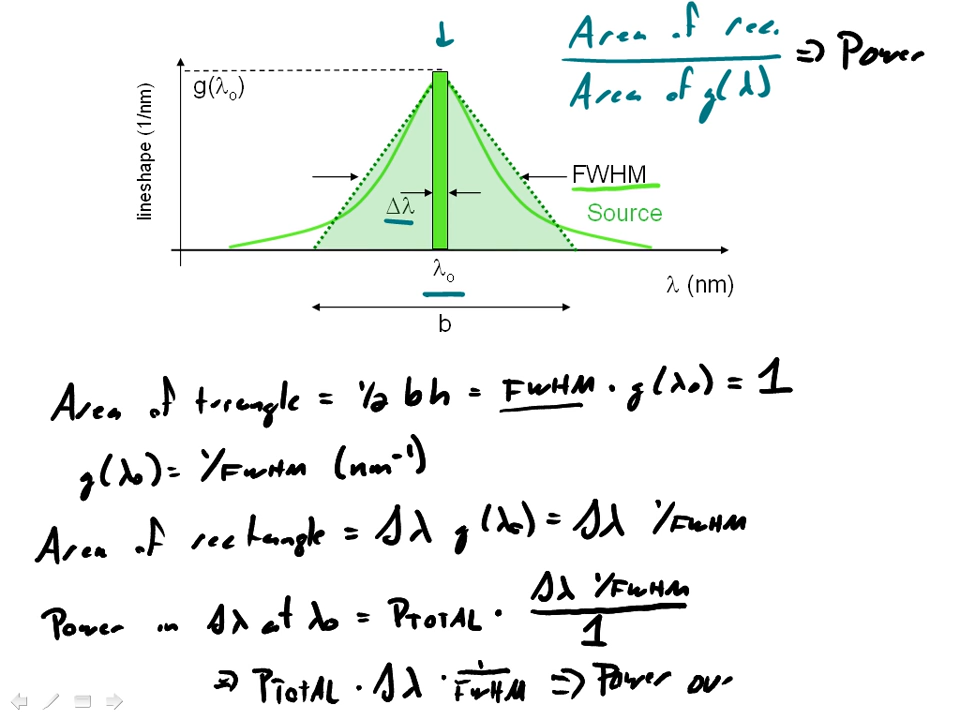 Area of rec.
Area of g(λ) ⇒ Power
g(λo)
lineshape (1/nm)
FWHM
Δλ
Source
λo
λ (nm)
b
Area of triangle = 1/2 bh = FWHM · g(λo) = 1
g(λo) = 1/FWHM (nm⁻¹)
Area of rectangle = Δλ g(λo) = Δλ 1/FWHM
Power in Δλ at λo = PTOTAL · Δλ 1/FWHM / 1
⇒ PTOTAL · Δλ · 1/FWHM ⇒ Power ove